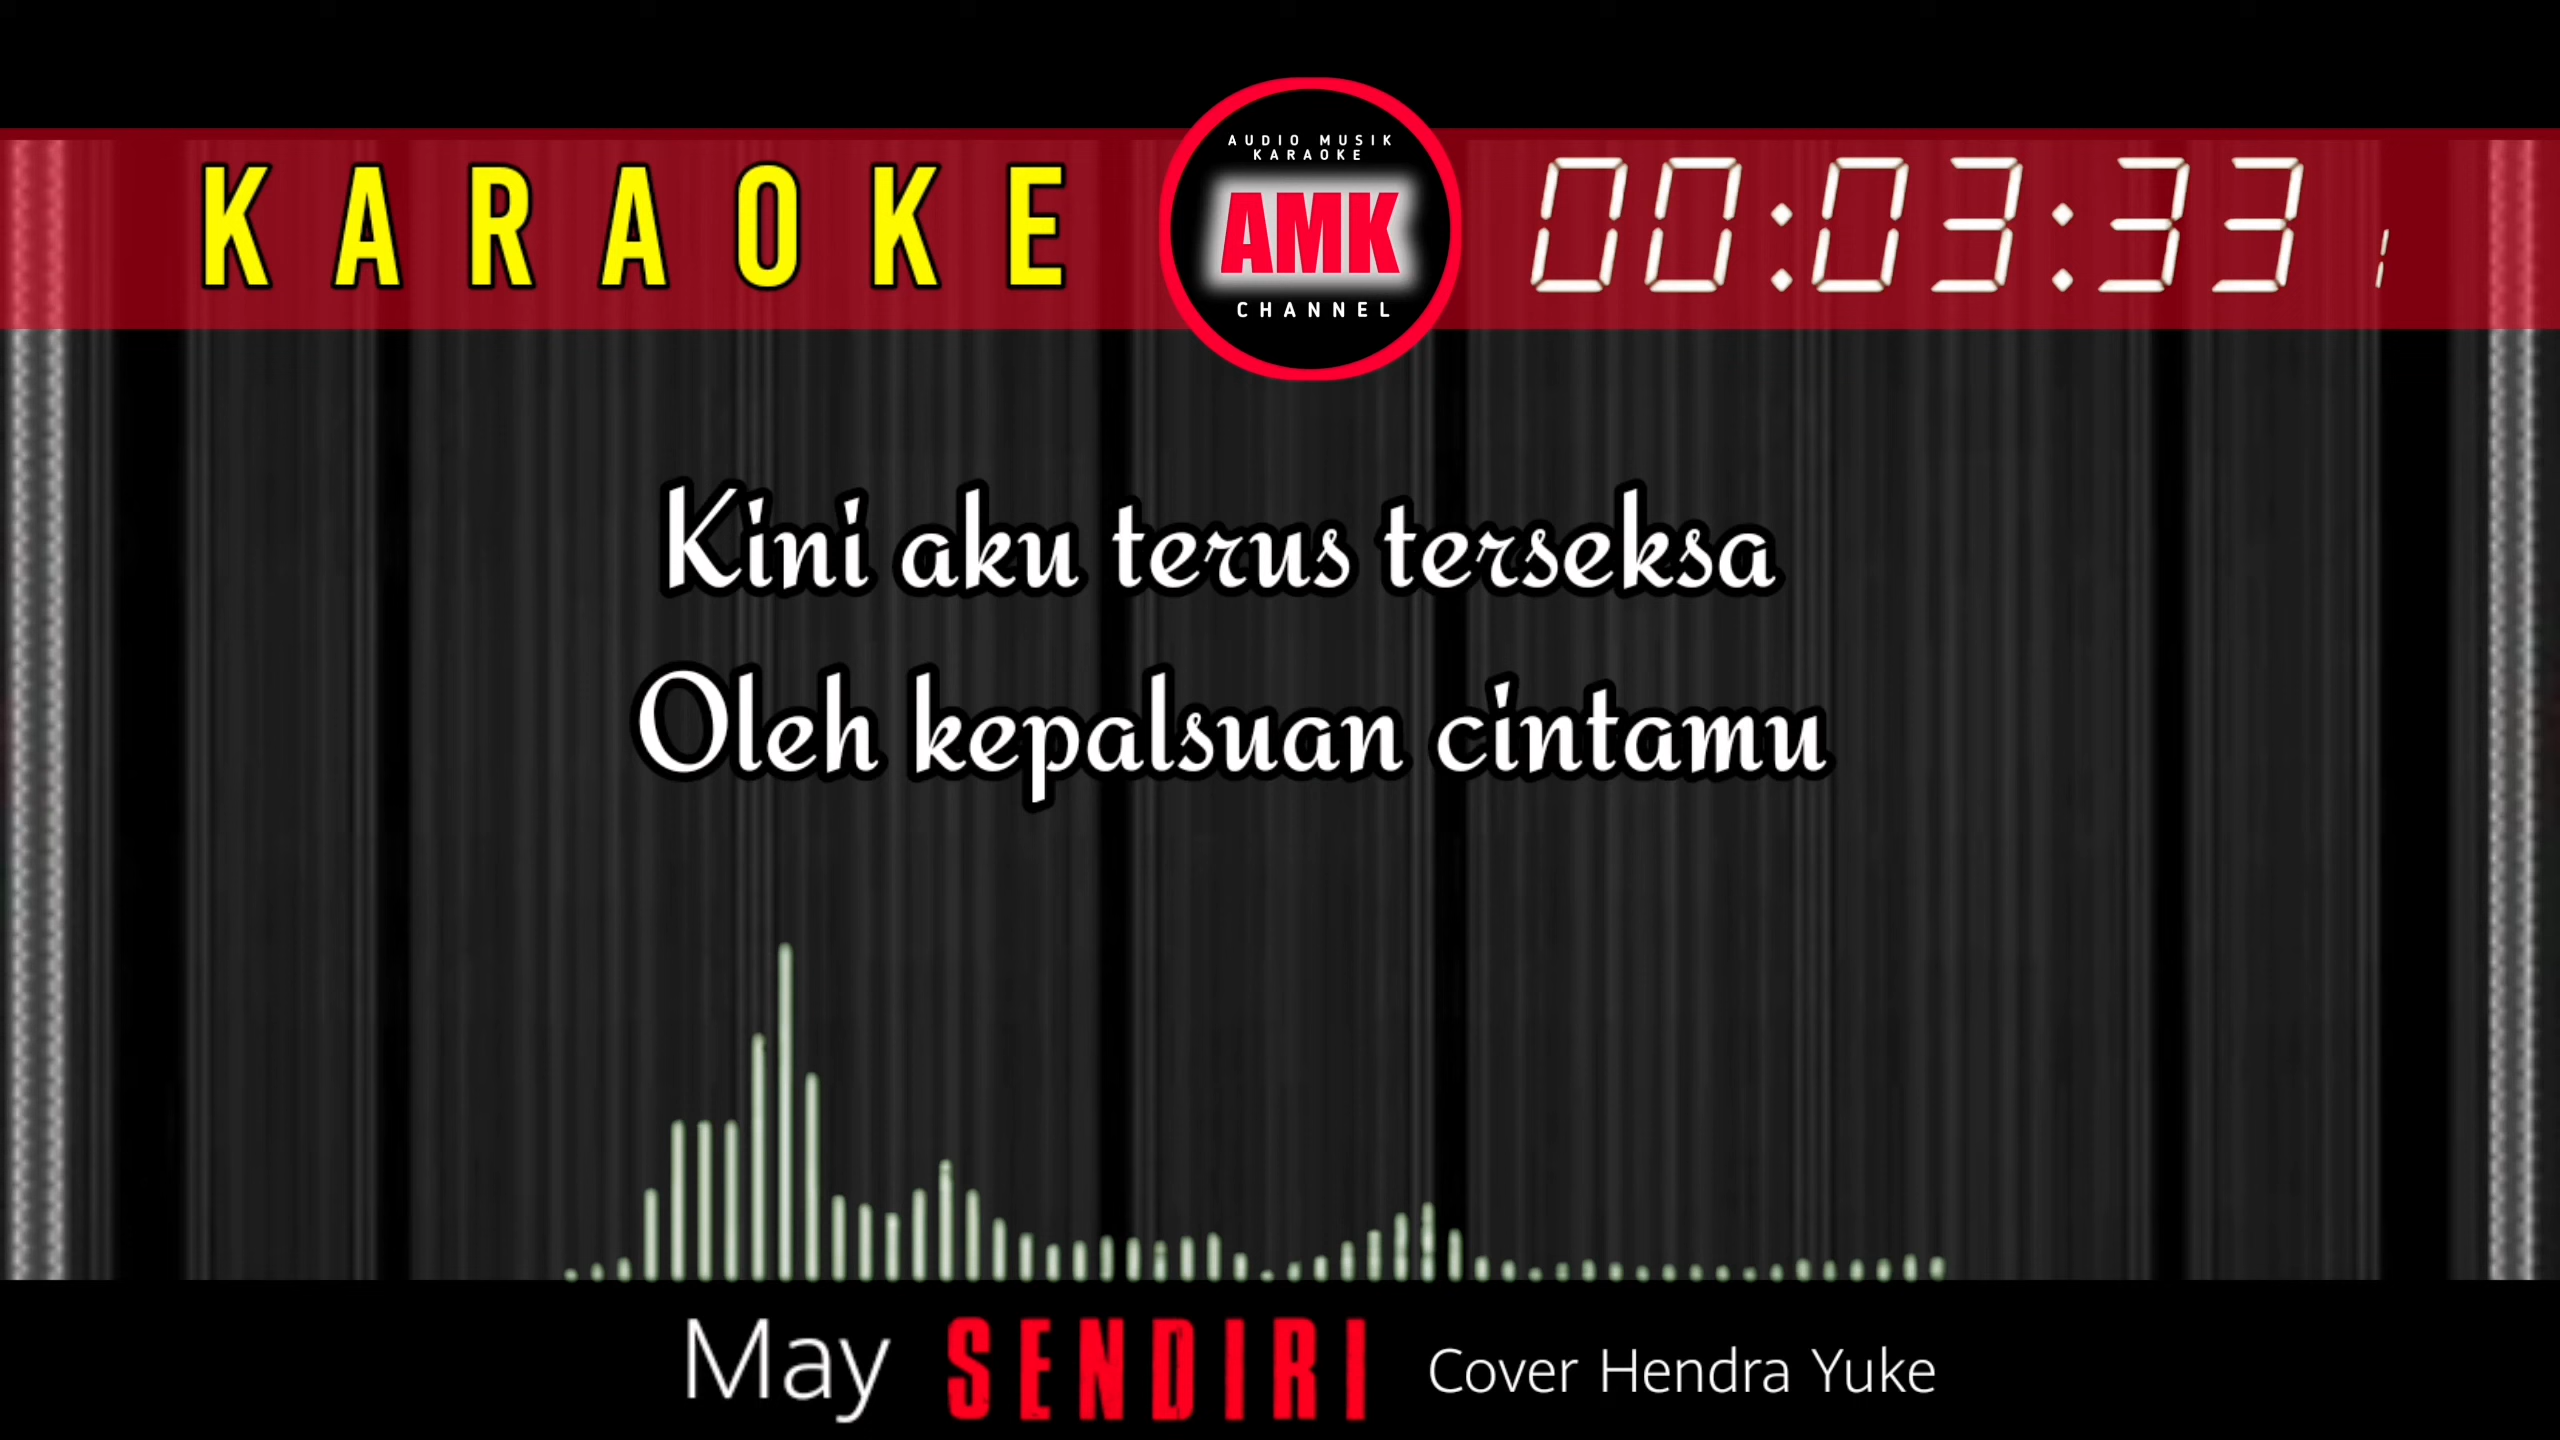 KARAOKE
AUDIO MUSIK
KARAOKE
AMK
CHANNEL
00:03:33 1
Kini aku terus terseksa
Oleh kepalsuan cintamu
May SENDIRI Cover Hendra Yuke